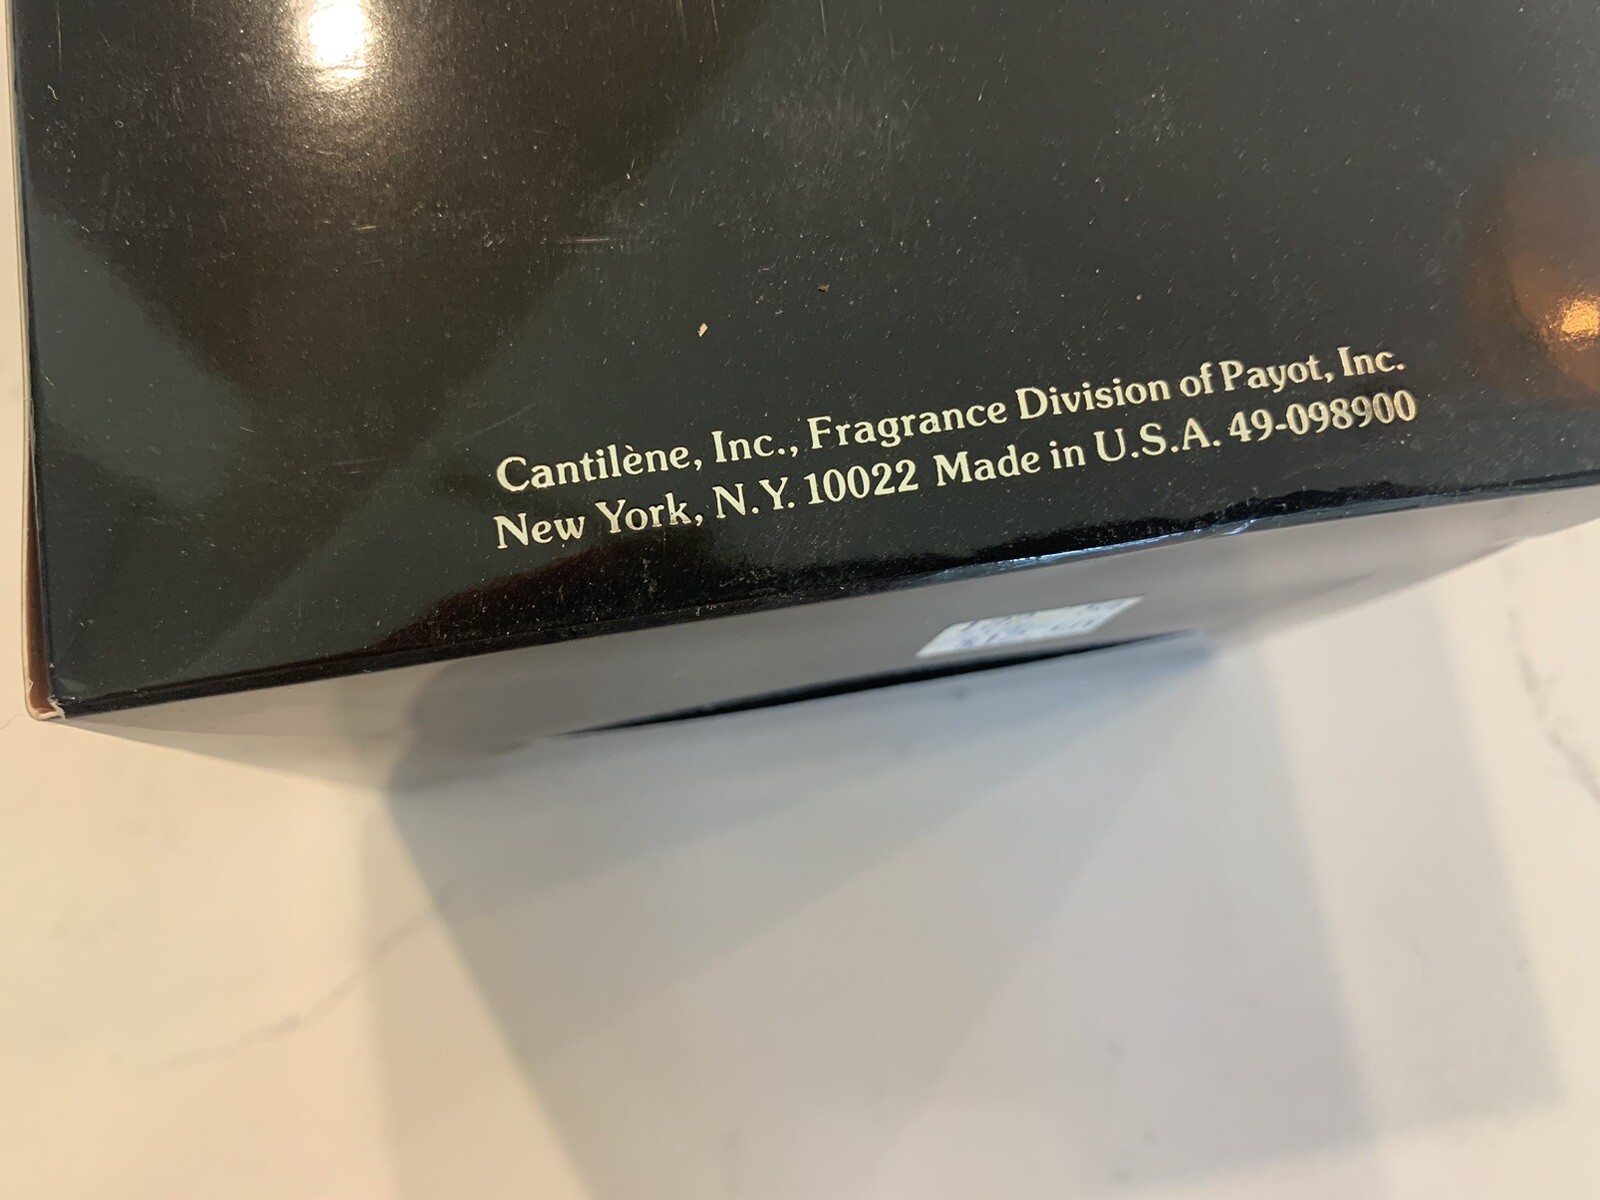 Cantilène, Inc., Fragrance Division of Payot, Inc.
New York, N.Y. 10022 Made in U.S.A. 49-098900